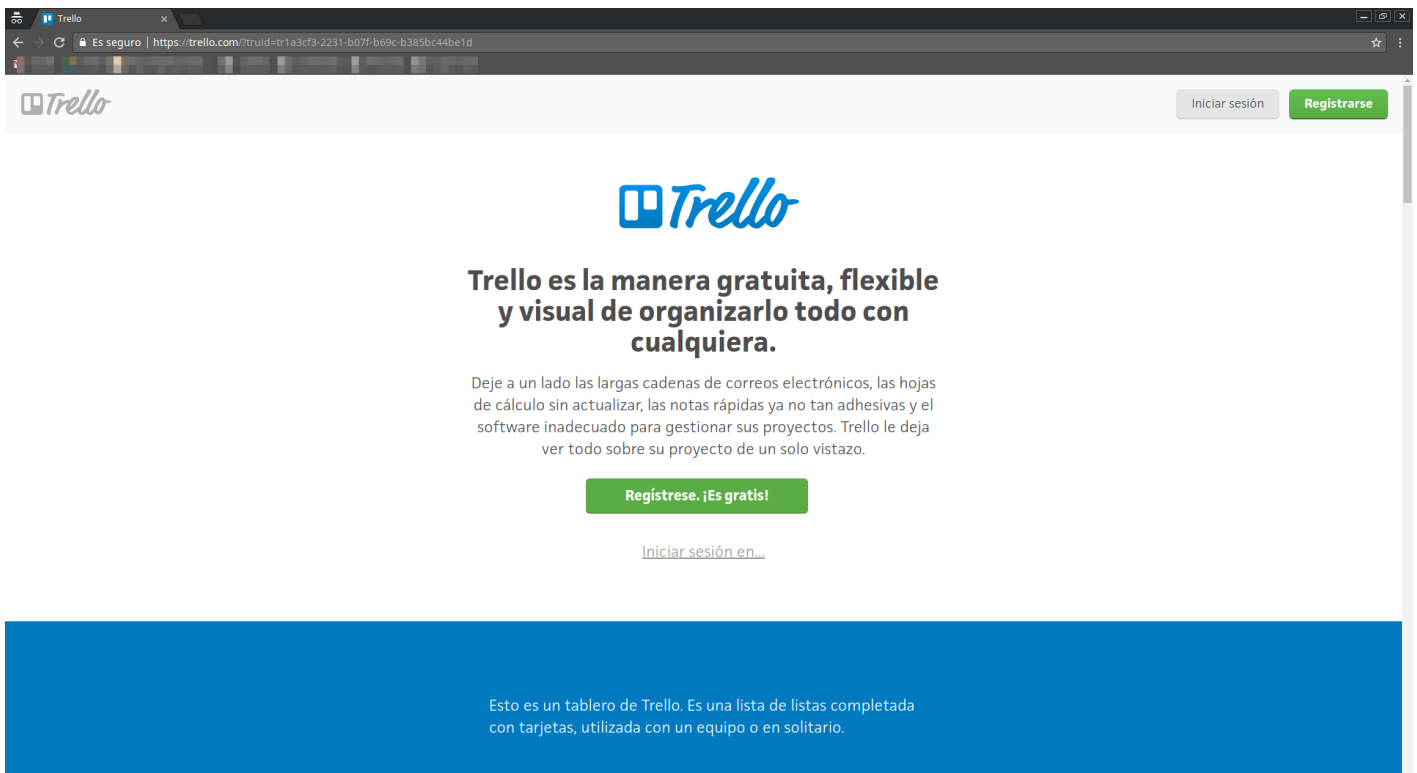 Trello
Es seguro | https://trello.com/?truid=tr1a3cf3-2231-b07f-b69c-b385bc44be1d
Trello
Iniciar sesión
Registrarse
Trello
Trello es la manera gratuita, flexible
y visual de organizarlo todo con
cualquiera.
Deje a un lado las largas cadenas de correos electrónicos, las hojas
de cálculo sin actualizar, las notas rápidas ya no tan adhesivas y el
software inadecuado para gestionar sus proyectos. Trello le deja
ver todo sobre su proyecto de un solo vistazo.
Regístrese. ¡Es gratis!
Iniciar sesión en...
Esto es un tablero de Trello. Es una lista de listas completada
con tarjetas, utilizada con un equipo o en solitario.